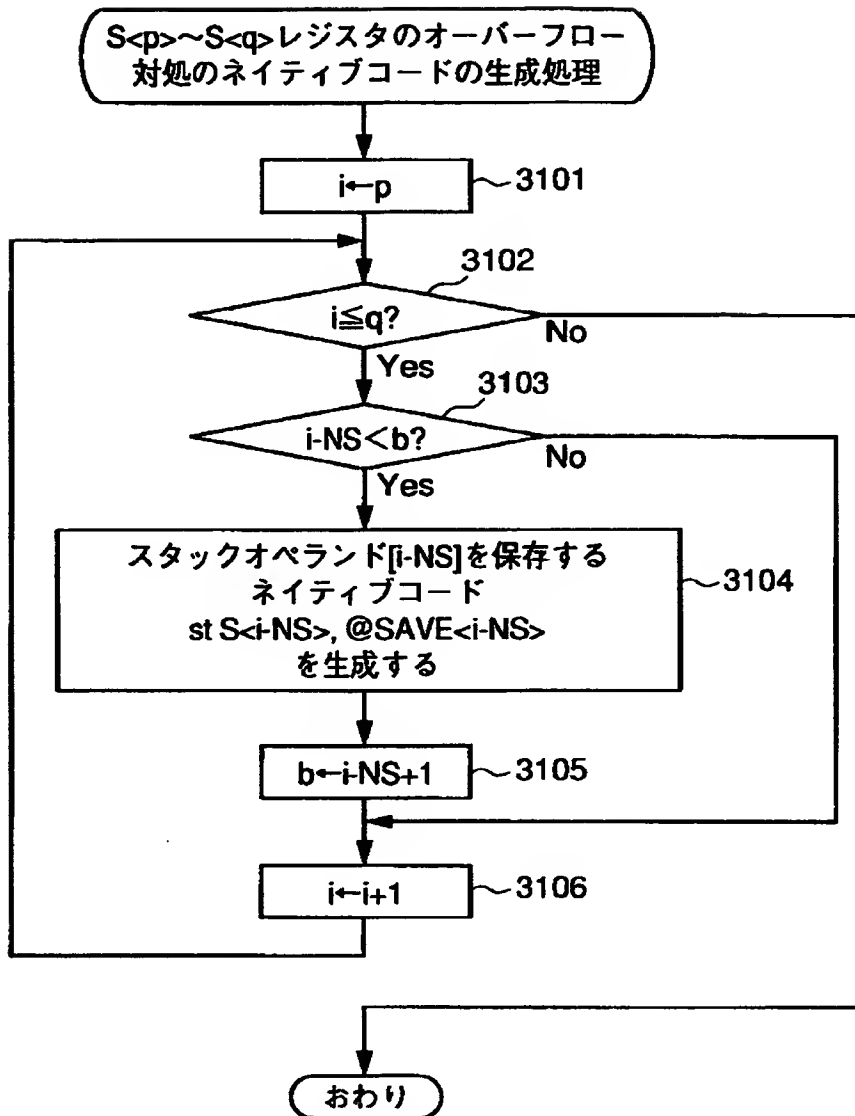 S<p>～S<q>レジスタのオーバーフロー
対処のネイティブコードの生成処理
i←p
3101
3102
i≦q?
No
Yes
3103
i-NS＜b?
No
Yes
スタックオペランド[i-NS]を保存する
ネイティブコード
st S<i-NS>, @SAVE<i-NS>
を生成する
3104
b←i-NS+1
3105
i←i+1
3106
おわり